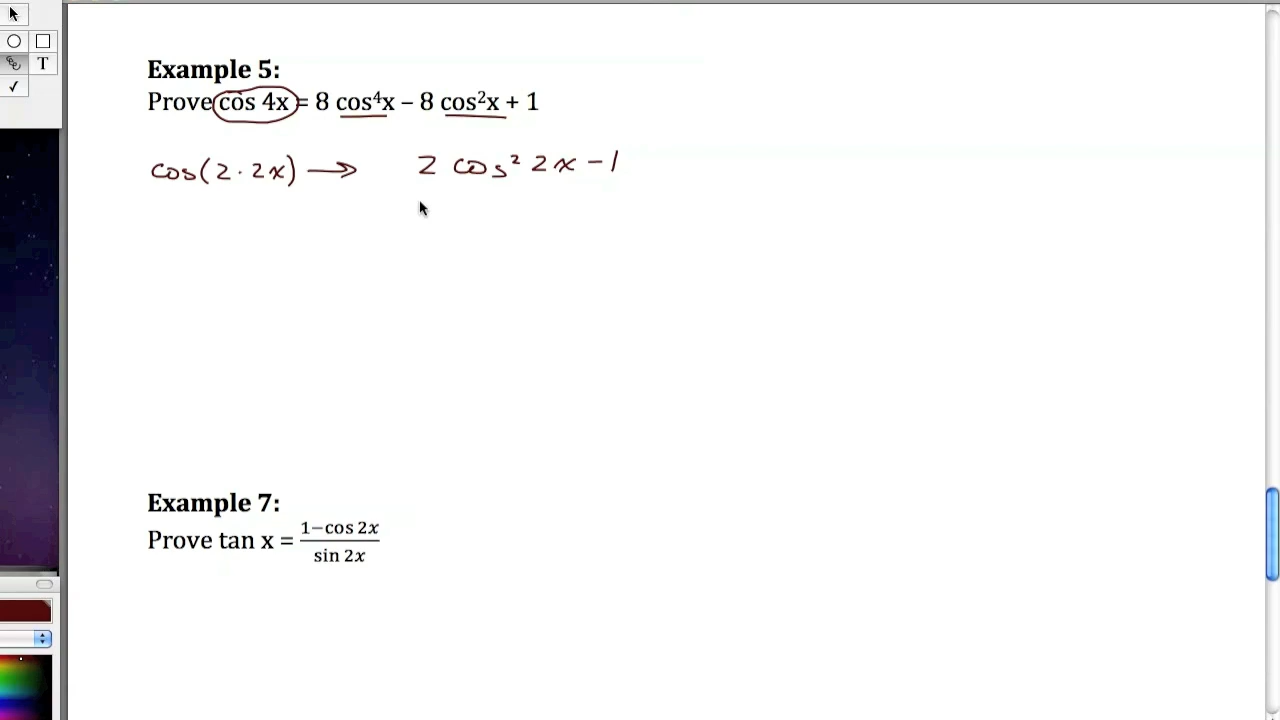 T
Example 5:
Prove cos 4x = 8 cos⁴x – 8 cos²x + 1
cos(2·2x) → 2 cos² 2x – 1
Example 7:
Prove tan x = 1−cos 2x / sin 2x